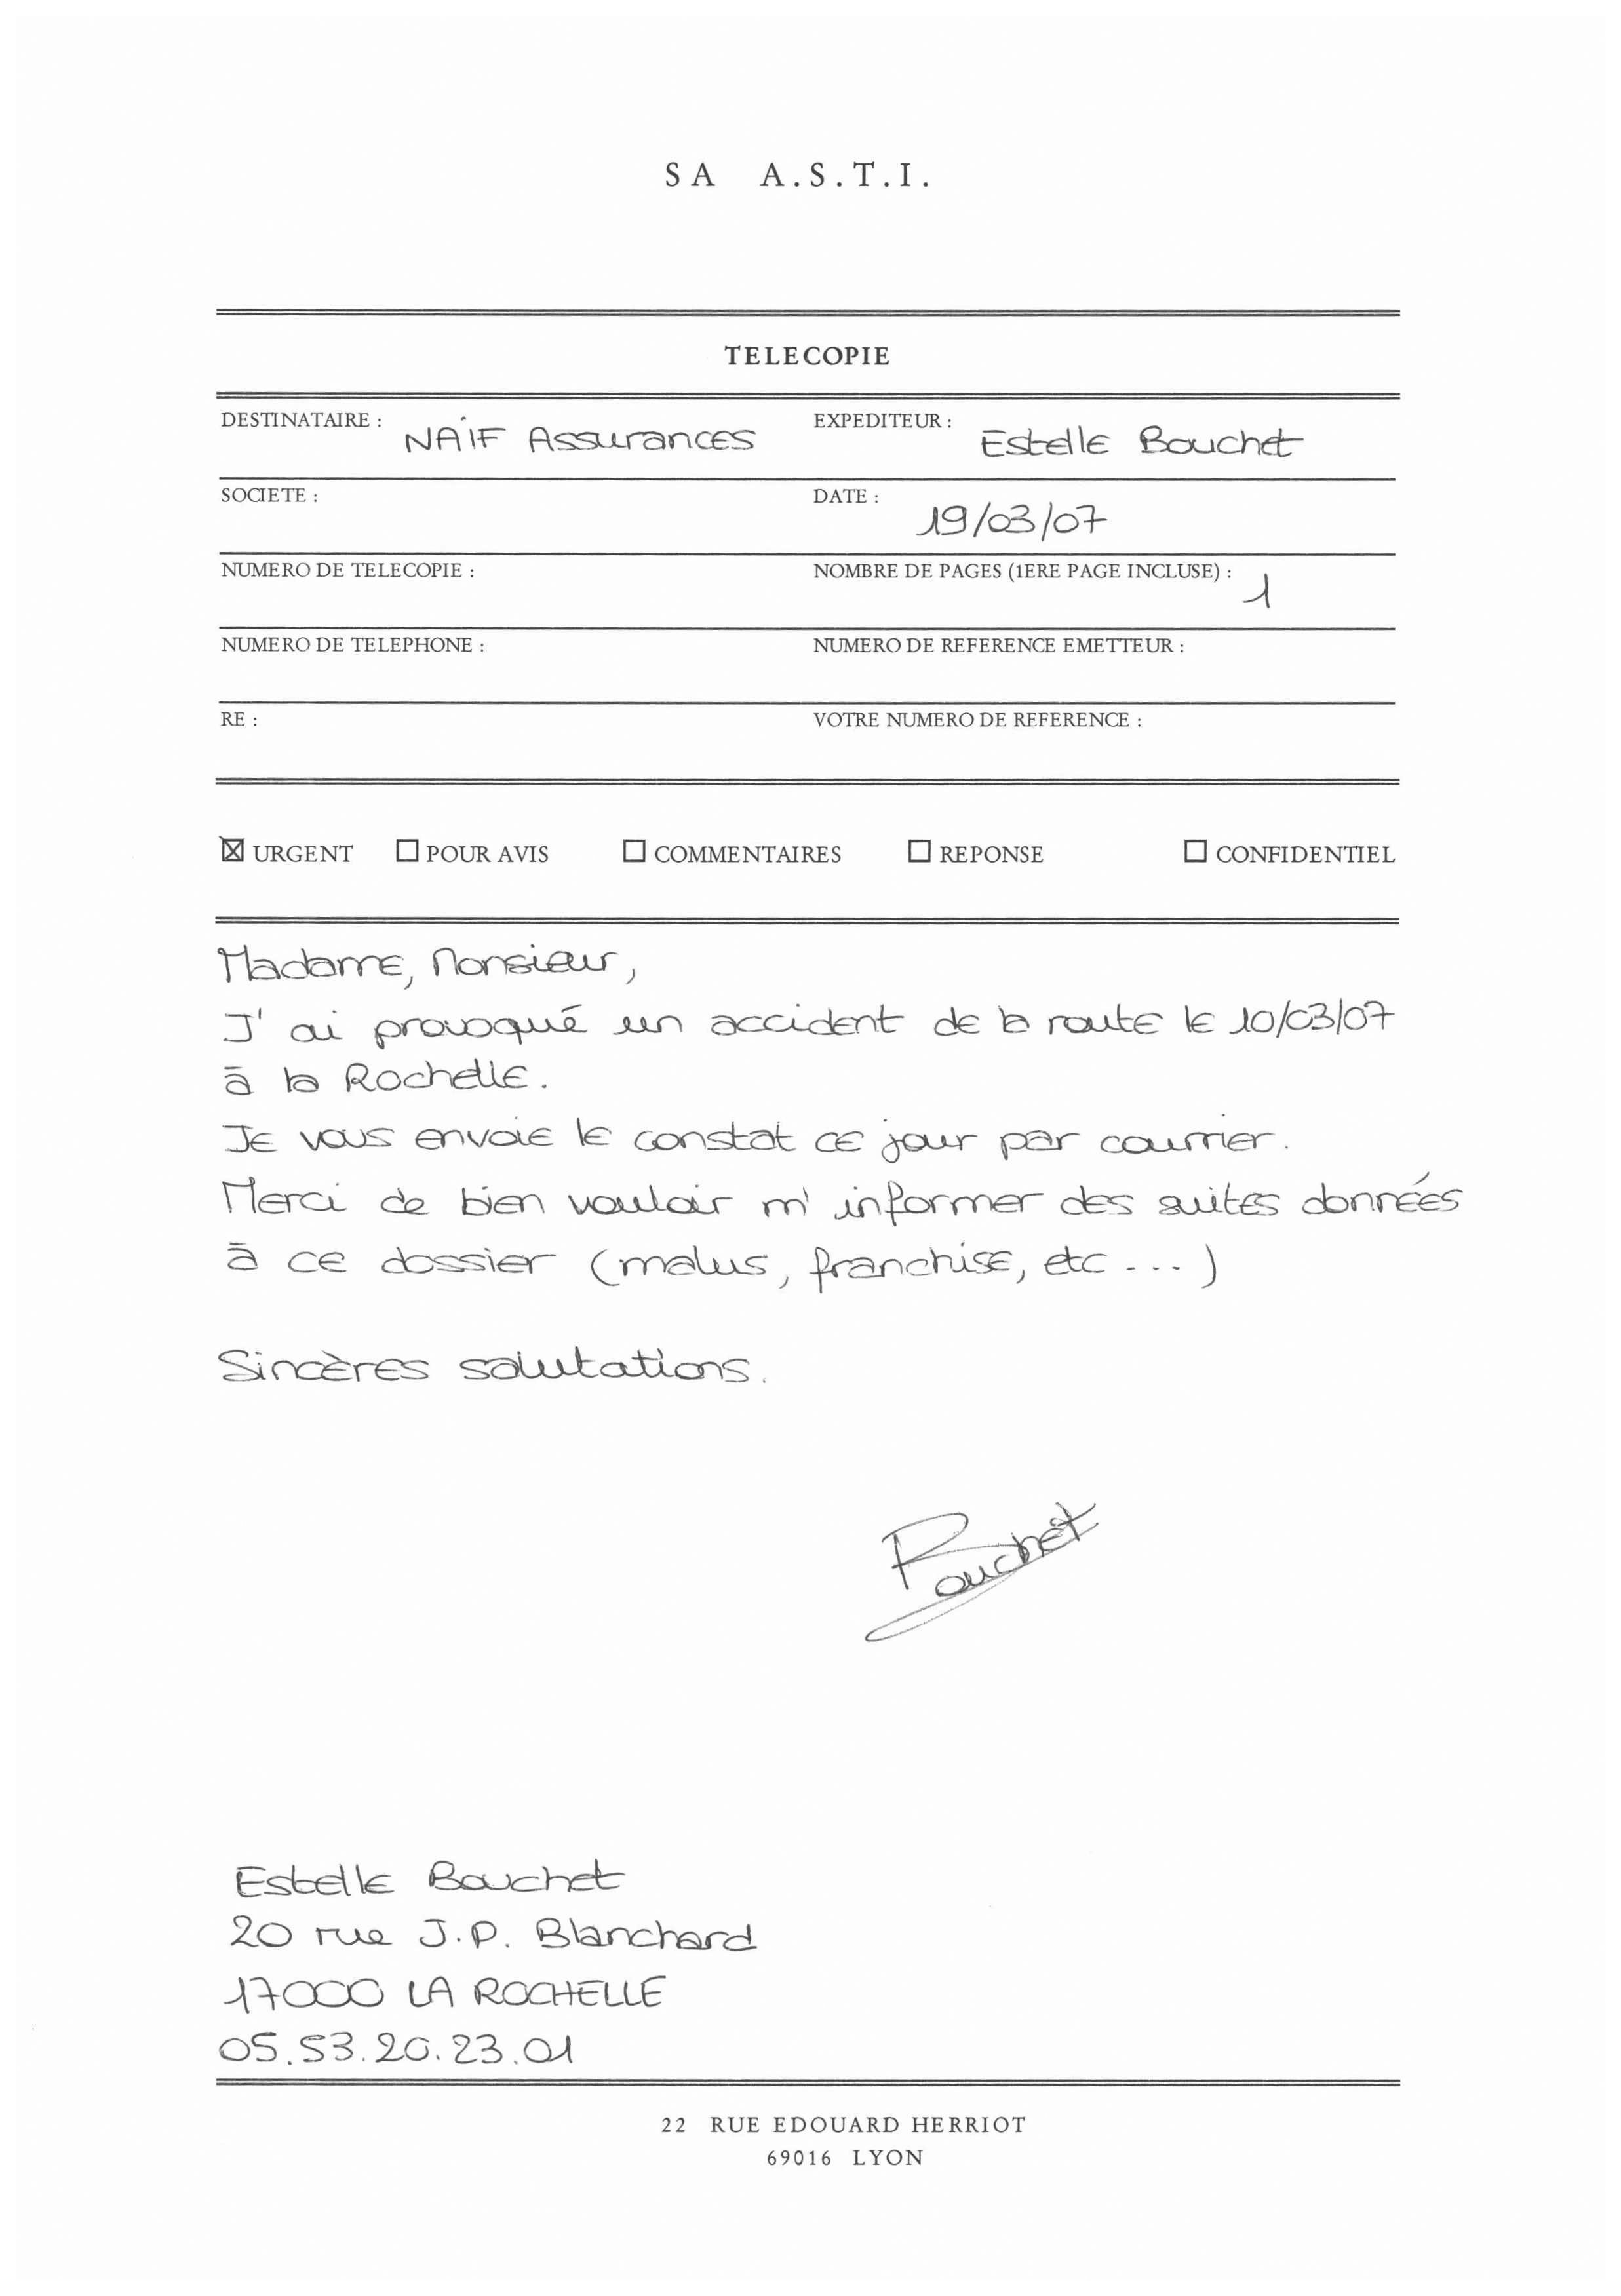 SA A.S.T.I.
TELECOPIE
DESTINATAIRE : NAÏF Assurances
EXPEDITEUR : Estelle Bouchet
SOCIETE :
DATE : 19/03/07
NUMERO DE TELECOPIE :
NOMBRE DE PAGES (1ERE PAGE INCLUSE) : 1
NUMERO DE TELEPHONE :
NUMERO DE REFERENCE EMETTEUR :
RE :
VOTRE NUMERO DE REFERENCE :
☒ URGENT ☐ POUR AVIS ☐ COMMENTAIRES ☐ REPONSE ☐ CONFIDENTIEL
Madame, Monsieur,
J'ai provoqué un accident de la route le 10/03/07
à la Rochelle.
Je vous envoie le constat ce jour par courrier.
Merci de bien vouloir m'informer des suites données
à ce dossier (malus, franchise, etc...)
Sincères salutations.
Bouchet
Estelle Bouchet
20 rue J.P. Blanchard
17000 LA ROCHELLE
05.53.20.23.01
22 RUE EDOUARD HERRIOT
69016 LYON